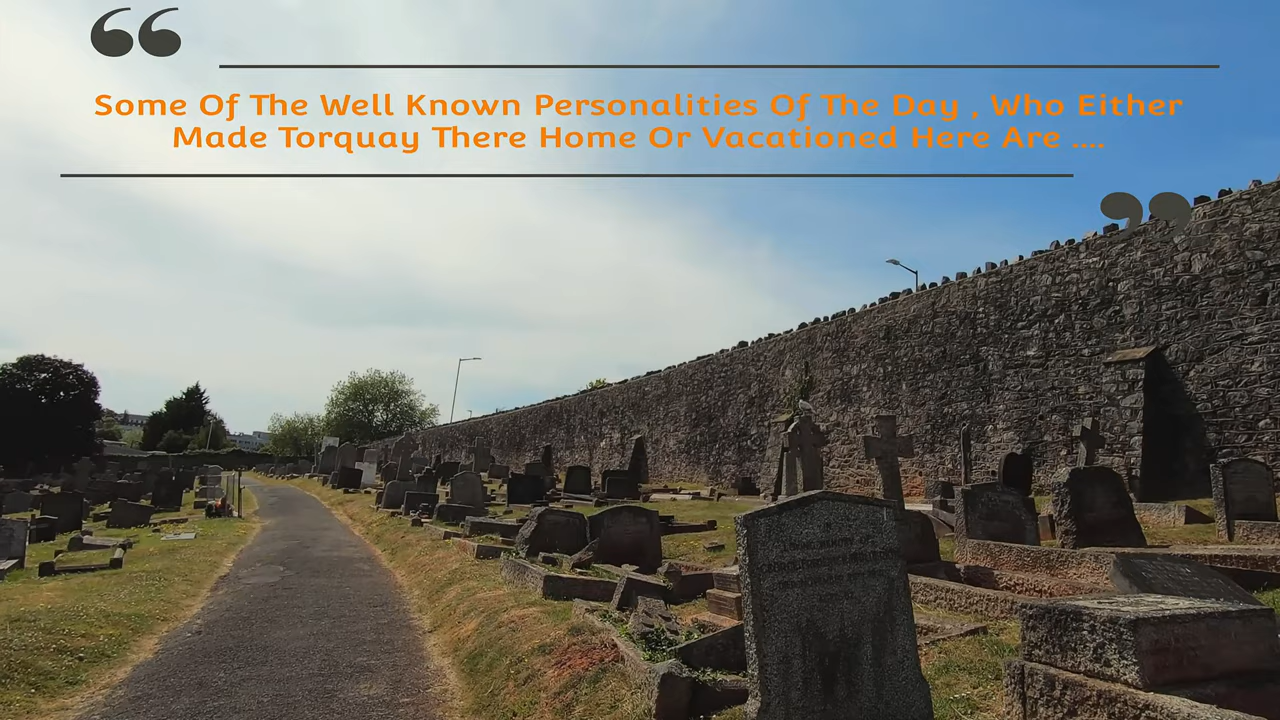 “
Some Of The Well Known Personalities Of The Day , Who Either
Made Torquay There Home Or Vacationed Here Are ....
”